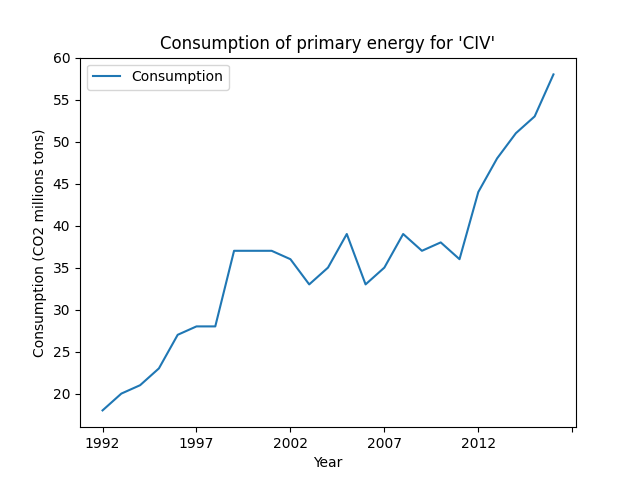 Consumption of primary energy for 'CIV'
Consumption
60
55
50
45
40
35
30
25
20
Consumption (CO2 millions tons)
1992 1997 2002 2007 2012
Year